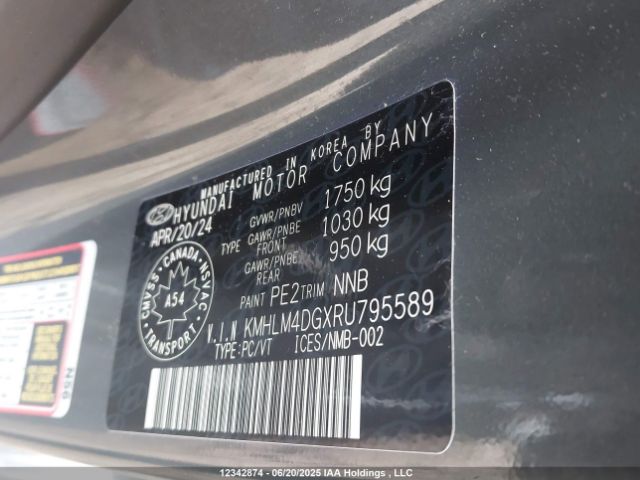 MANUFACTURED IN KOREA BY
HYUNDAI MOTOR COMPANY
APR/20/24
GVWR/PNBV 1750 kg
TYPE GAWR/PNBE FRONT 1030 kg
GAWR/PNBE REAR 950 kg
PAINT PE2 TRIM NNB
V.I.N KMHLM4DGXRU795589
TYPE:PC/VT ICES/NMB-002
CMVSS · CANADA · NSVAC
A54
TRANSPORT
N56
12342874 - 06/20/2025 IAA Holdings , LLC